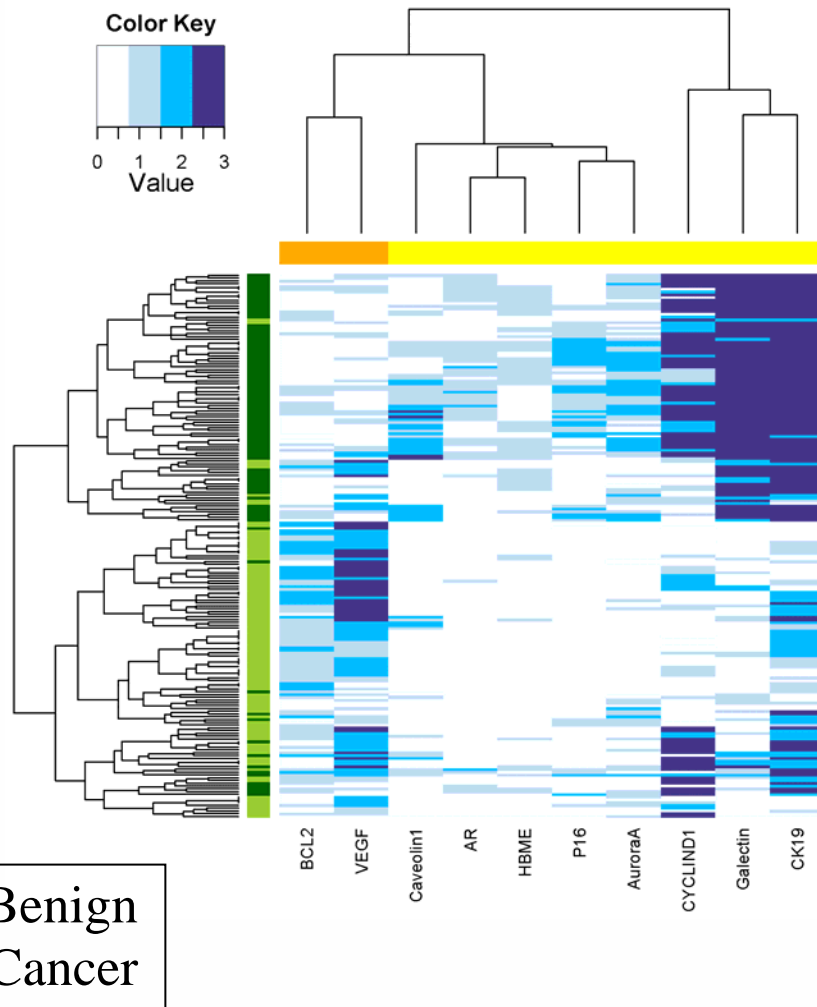 Color Key
0 1 2 3
Value
BCL2 VEGF Caveolin1 AR HBME P16 AuroraA CYCLIND1 Galectin CK19
Benign
Cancer